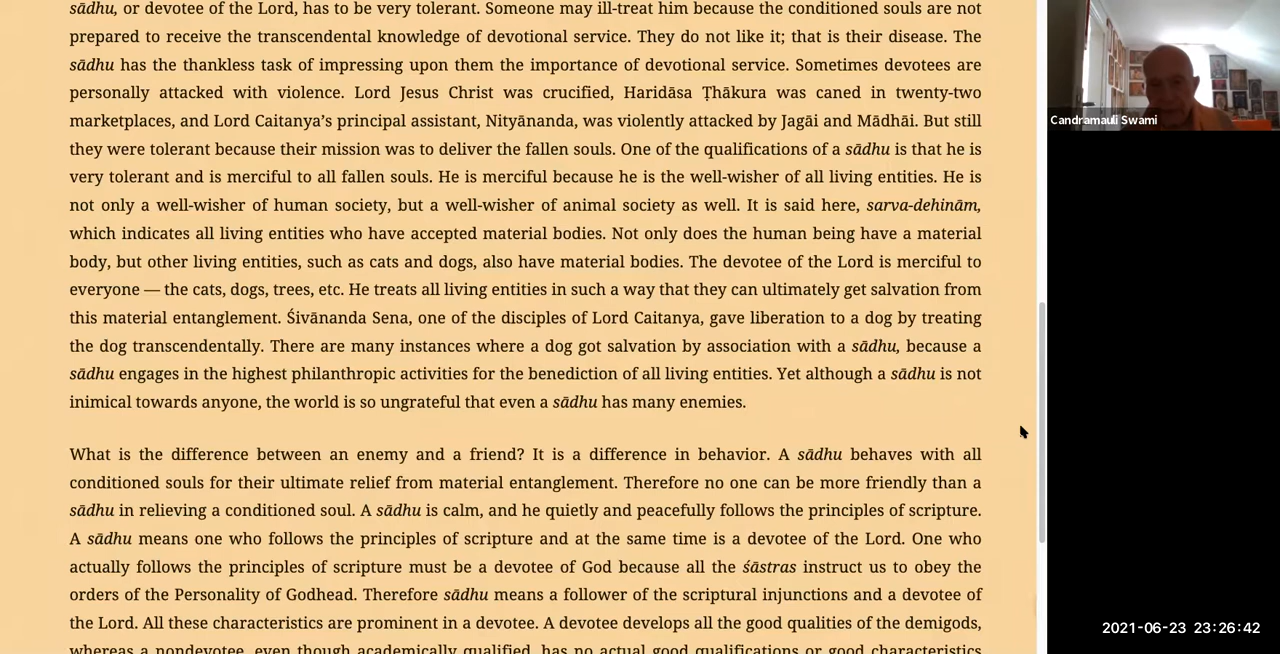 sādhu, or devotee of the Lord, has to be very tolerant. Someone may ill-treat him because the conditioned souls are not
prepared to receive the transcendental knowledge of devotional service. They do not like it; that is their disease. The
sādhu has the thankless task of impressing upon them the importance of devotional service. Sometimes devotees are
personally attacked with violence. Lord Jesus Christ was crucified, Haridāsa Ṭhākura was caned in twenty-two
marketplaces, and Lord Caitanya’s principal assistant, Nityānanda, was violently attacked by Jagāi and Mādhāi. But still
they were tolerant because their mission was to deliver the fallen souls. One of the qualifications of a sādhu is that he is
very tolerant and is merciful to all fallen souls. He is merciful because he is the well-wisher of all living entities. He is
not only a well-wisher of human society, but a well-wisher of animal society as well. It is said here, sarva-dehinām,
which indicates all living entities who have accepted material bodies. Not only does the human being have a material
body, but other living entities, such as cats and dogs, also have material bodies. The devotee of the Lord is merciful to
everyone — the cats, dogs, trees, etc. He treats all living entities in such a way that they can ultimately get salvation from
this material entanglement. Śivānanda Sena, one of the disciples of Lord Caitanya, gave liberation to a dog by treating
the dog transcendentally. There are many instances where a dog got salvation by association with a sādhu, because a
sādhu engages in the highest philanthropic activities for the benediction of all living entities. Yet although a sādhu is not
inimical towards anyone, the world is so ungrateful that even a sādhu has many enemies.
What is the difference between an enemy and a friend? It is a difference in behavior. A sādhu behaves with all
conditioned souls for their ultimate relief from material entanglement. Therefore no one can be more friendly than a
sādhu in relieving a conditioned soul. A sādhu is calm, and he quietly and peacefully follows the principles of scripture.
A sādhu means one who follows the principles of scripture and at the same time is a devotee of the Lord. One who
actually follows the principles of scripture must be a devotee of God because all the śāstras instruct us to obey the
orders of the Personality of Godhead. Therefore sādhu means a follower of the scriptural injunctions and a devotee of
the Lord. All these characteristics are prominent in a devotee. A devotee develops all the good qualities of the demigods,
whereas a nondevotee, even though academically qualified, has no actual good qualifications or good characteristics
Candramauli Swami
2021-06-23 23:26:42